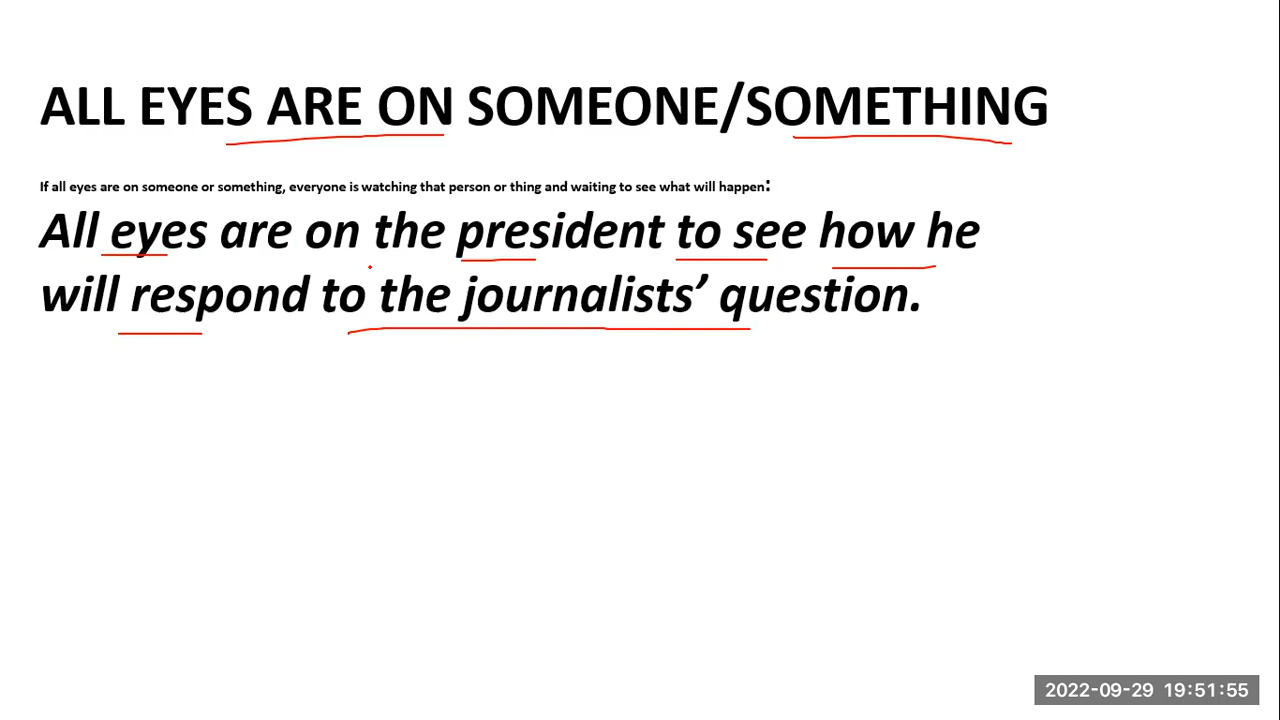 ALL EYES ARE ON SOMEONE/SOMETHING
If all eyes are on someone or something, everyone is watching that person or thing and waiting to see what will happen:
All eyes are on the president to see how he
will respond to the journalists’ question.
2022-09-29 19:51:55